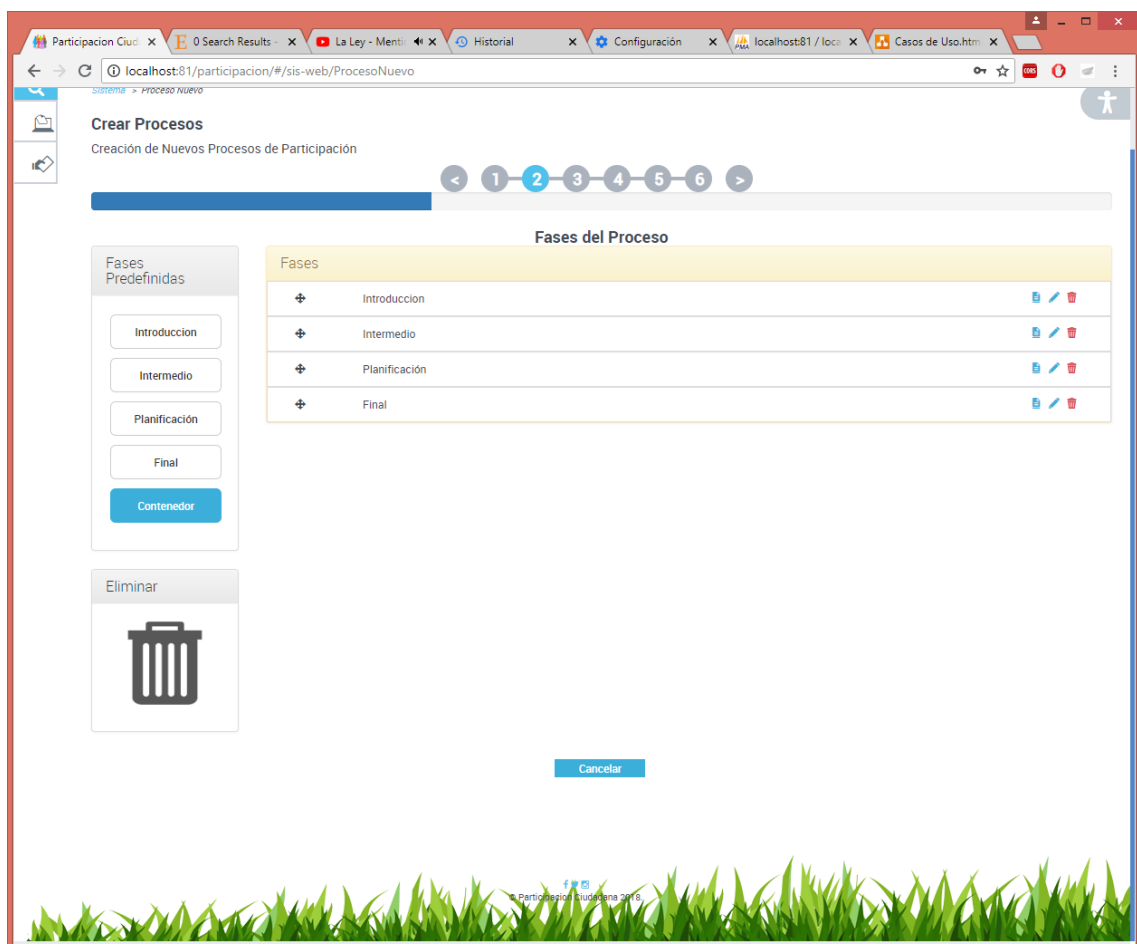 Participacion Ciud
0 Search Results -
La Ley - Menti
Historial
Configuración
localhost:81 / loca
Casos de Uso.htm
localhost:81/participacion/#/sis-web/ProcesoNuevo
CORS
Sistema > Proceso Nuevo
Crear Procesos
Creación de Nuevos Procesos de Participación
< 1 2 3 4 5 6 >
Fases del Proceso
Fases
Predefinidas
Introduccion
Intermedio
Planificación
Final
Contenedor
Fases
Introduccion
Intermedio
Planificación
Final
Eliminar
Cancelar
© Participacion Ciudadana 2018.